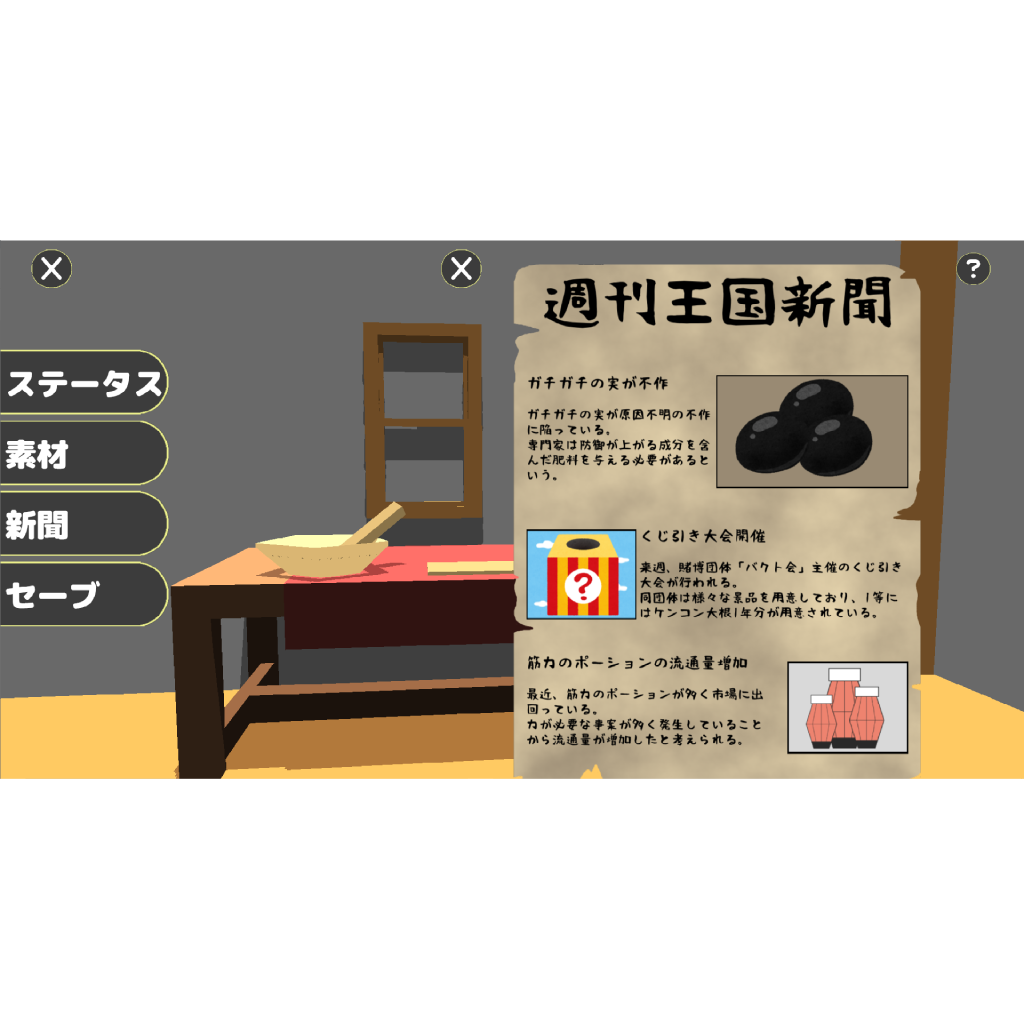 ステータス
素材
新聞
セーブ
週刊王国新聞
ガチガチの実が不作
ガチガチの実が原因不明の不作
に陥っている。
専門家は防御が上がる成分を含
んだ肥料を与える必要があると
いう。
くじ引き大会開催
来週、賭博団体「バクト会」主催のくじ引き
大会が行われる。
同団体は様々な景品を用意しており、1等に
はケンコン大根1年分が用意されている。
筋力のポーションの流通量増加
最近、筋力のポーションが多く市場に出
回っている。
力が必要な事案が多く発生していること
から流通量が増加したと考えられる。
?
?